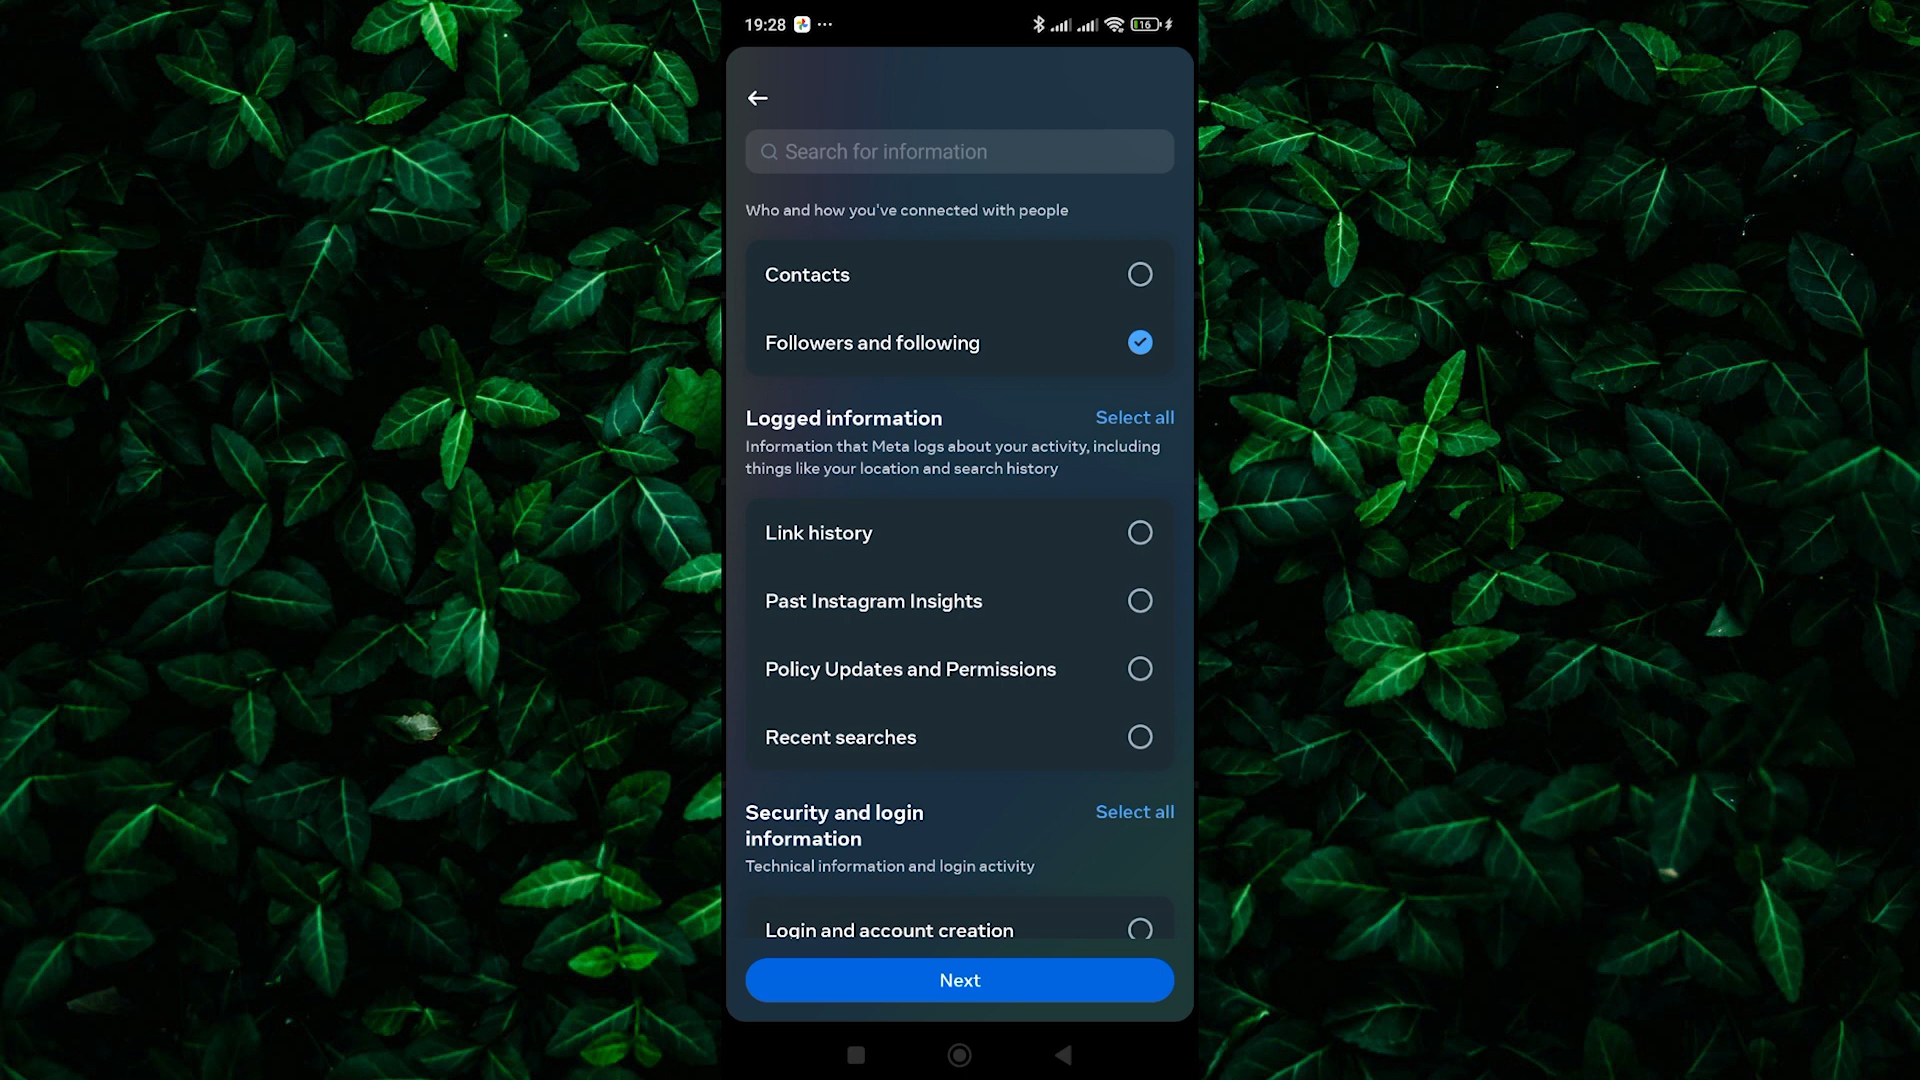 19:28
16
Search for information
Who and how you've connected with people
Contacts
Followers and following
Logged information
Select all
Information that Meta logs about your activity, including
things like your location and search history
Link history
Past Instagram Insights
Policy Updates and Permissions
Recent searches
Security and login
information
Select all
Technical information and login activity
Login and account creation
Next